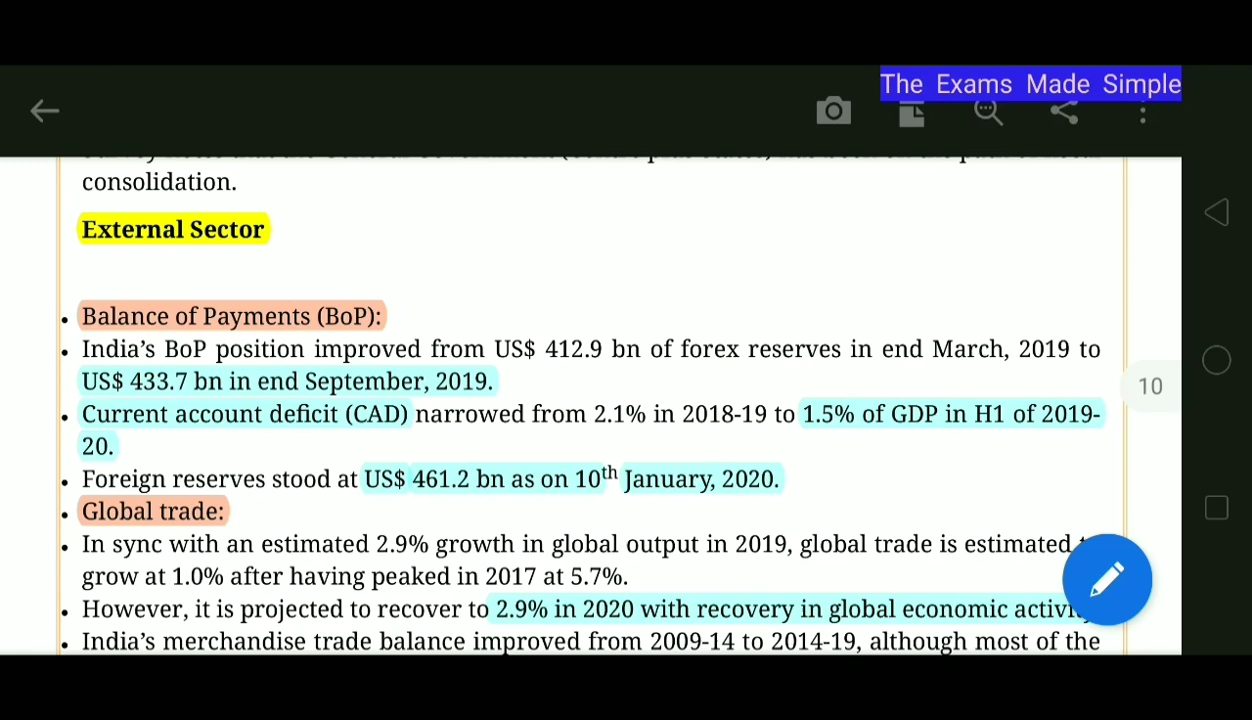 The Exams Made Simple
consolidation.
External Sector
• Balance of Payments (BoP):
• India’s BoP position improved from US$ 412.9 bn of forex reserves in end March, 2019 to
US$ 433.7 bn in end September, 2019.
• Current account deficit (CAD) narrowed from 2.1% in 2018-19 to 1.5% of GDP in H1 of 2019-
20.
• Foreign reserves stood at US$ 461.2 bn as on 10th January, 2020.
• Global trade:
• In sync with an estimated 2.9% growth in global output in 2019, global trade is estimated
grow at 1.0% after having peaked in 2017 at 5.7%.
• However, it is projected to recover to 2.9% in 2020 with recovery in global economic
• India’s merchandise trade balance improved from 2009-14 to 2014-19, although most of the
10